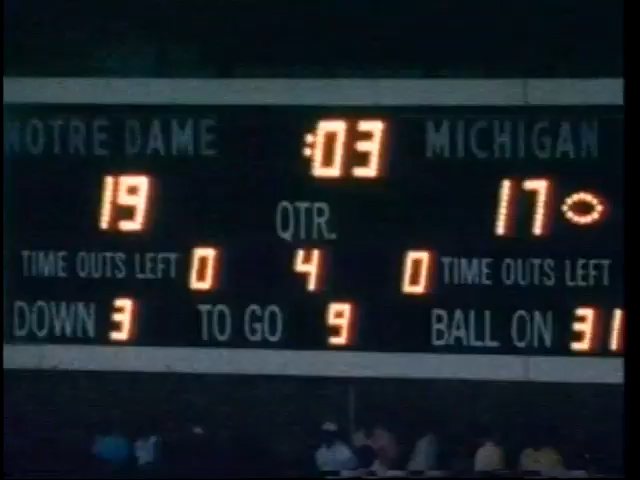 NOTRE DAME :03 MICHIGAN
19 QTR. 17
TIME OUTS LEFT 0 4 0 TIME OUTS LEFT
DOWN 3 TO GO 9 BALL ON 31